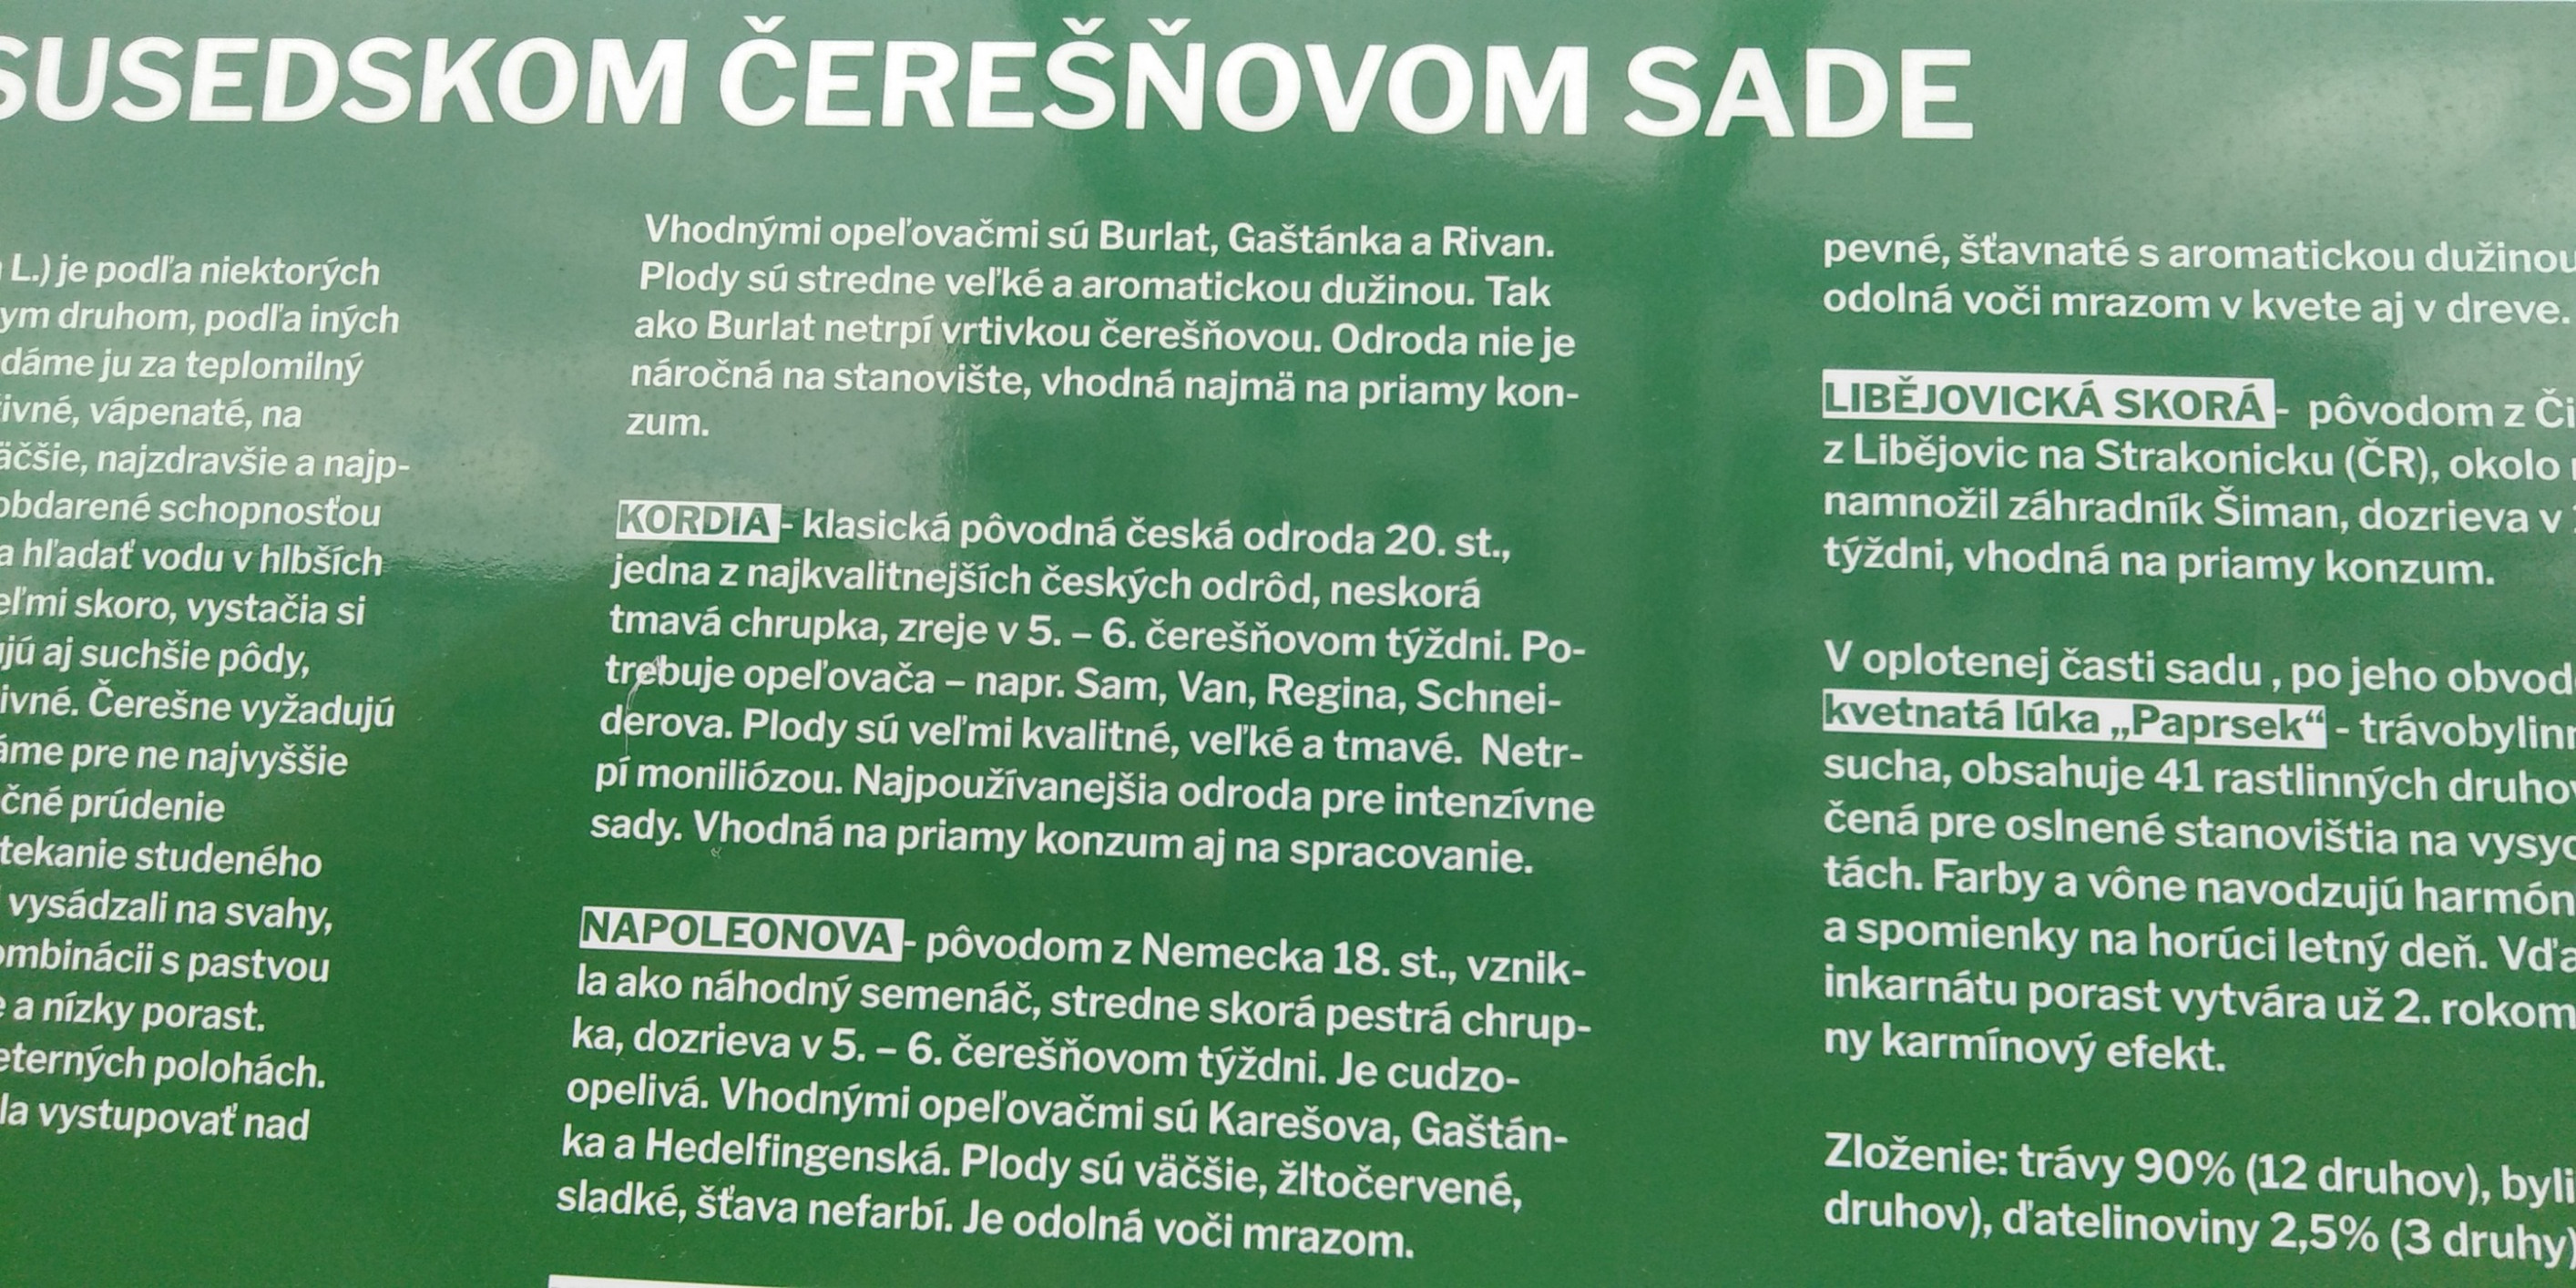 SUSEDSKOM ČEREŠŇOVOM SADE
L.) je podľa niektorých
ym druhom, podľa iných
dáme ju za teplomilný
ivné, vápenaté, na
äčšie, najzdravšie a najp-
obdarené schopnosťou
a hľadať vodu v hlbších
eľmi skoro, vystačia si
ujú aj suchšie pôdy,
ivné. Čerešne vyžadujú
áme pre ne najvyššie
čné prúdenie
tekanie studeného
vysádzali na svahy,
ombinácii s pastvou
e a nízky porast.
eterných polohách.
la vystupovať nad
Vhodnými opeľovačmi sú Burlat, Gaštánka a Rivan.
Plody sú stredne veľké a aromatickou dužinou. Tak
ako Burlat netrpí vrtivkou čerešňovou. Odroda nie je
náročná na stanovište, vhodná najmä na priamy kon-
zum.
KORDIA - klasická pôvodná česká odroda 20. st.,
jedna z najkvalitnejších českých odrôd, neskorá
tmavá chrupka, zreje v 5. – 6. čerešňovom týždni. Po-
trebuje opeľovača – napr. Sam, Van, Regina, Schnei-
derova. Plody sú veľmi kvalitné, veľké a tmavé. Netr-
pí moniliózou. Najpoužívanejšia odroda pre intenzívne
sady. Vhodná na priamy konzum aj na spracovanie.
NAPOLEONOVA - pôvodom z Nemecka 18. st., vznik-
la ako náhodný semenáč, stredne skorá pestrá chrup-
ka, dozrieva v 5. – 6. čerešňovom týždni. Je cudzo-
opelivá. Vhodnými opeľovačmi sú Karešova, Gaštán-
ka a Hedelfingenská. Plody sú väčšie, žltočervené,
sladké, šťava nefarbí. Je odolná voči mrazom.
pevné, šťavnaté s aromatickou dužinou
odolná voči mrazom v kvete aj v dreve.
LIBĚJOVICKÁ SKORÁ - pôvodom z Či
z Libějovic na Strakonicku (ČR), okolo
namnožil záhradník Šiman, dozrieva v
týždni, vhodná na priamy konzum.
V oplotenej časti sadu , po jeho obvod
kvetnatá lúka „Paprsek“ - trávobylinn
sucha, obsahuje 41 rastlinných druhov
čená pre oslnené stanovištia na vysyc
tách. Farby a vône navodzujú harmón
a spomienky na horúci letný deň. Vďa
inkarnátu porast vytvára už 2. rokom
ny karmínový efekt.
Zloženie: trávy 90% (12 druhov), byli
druhov), ďatelinoviny 2,5% (3 druhy)